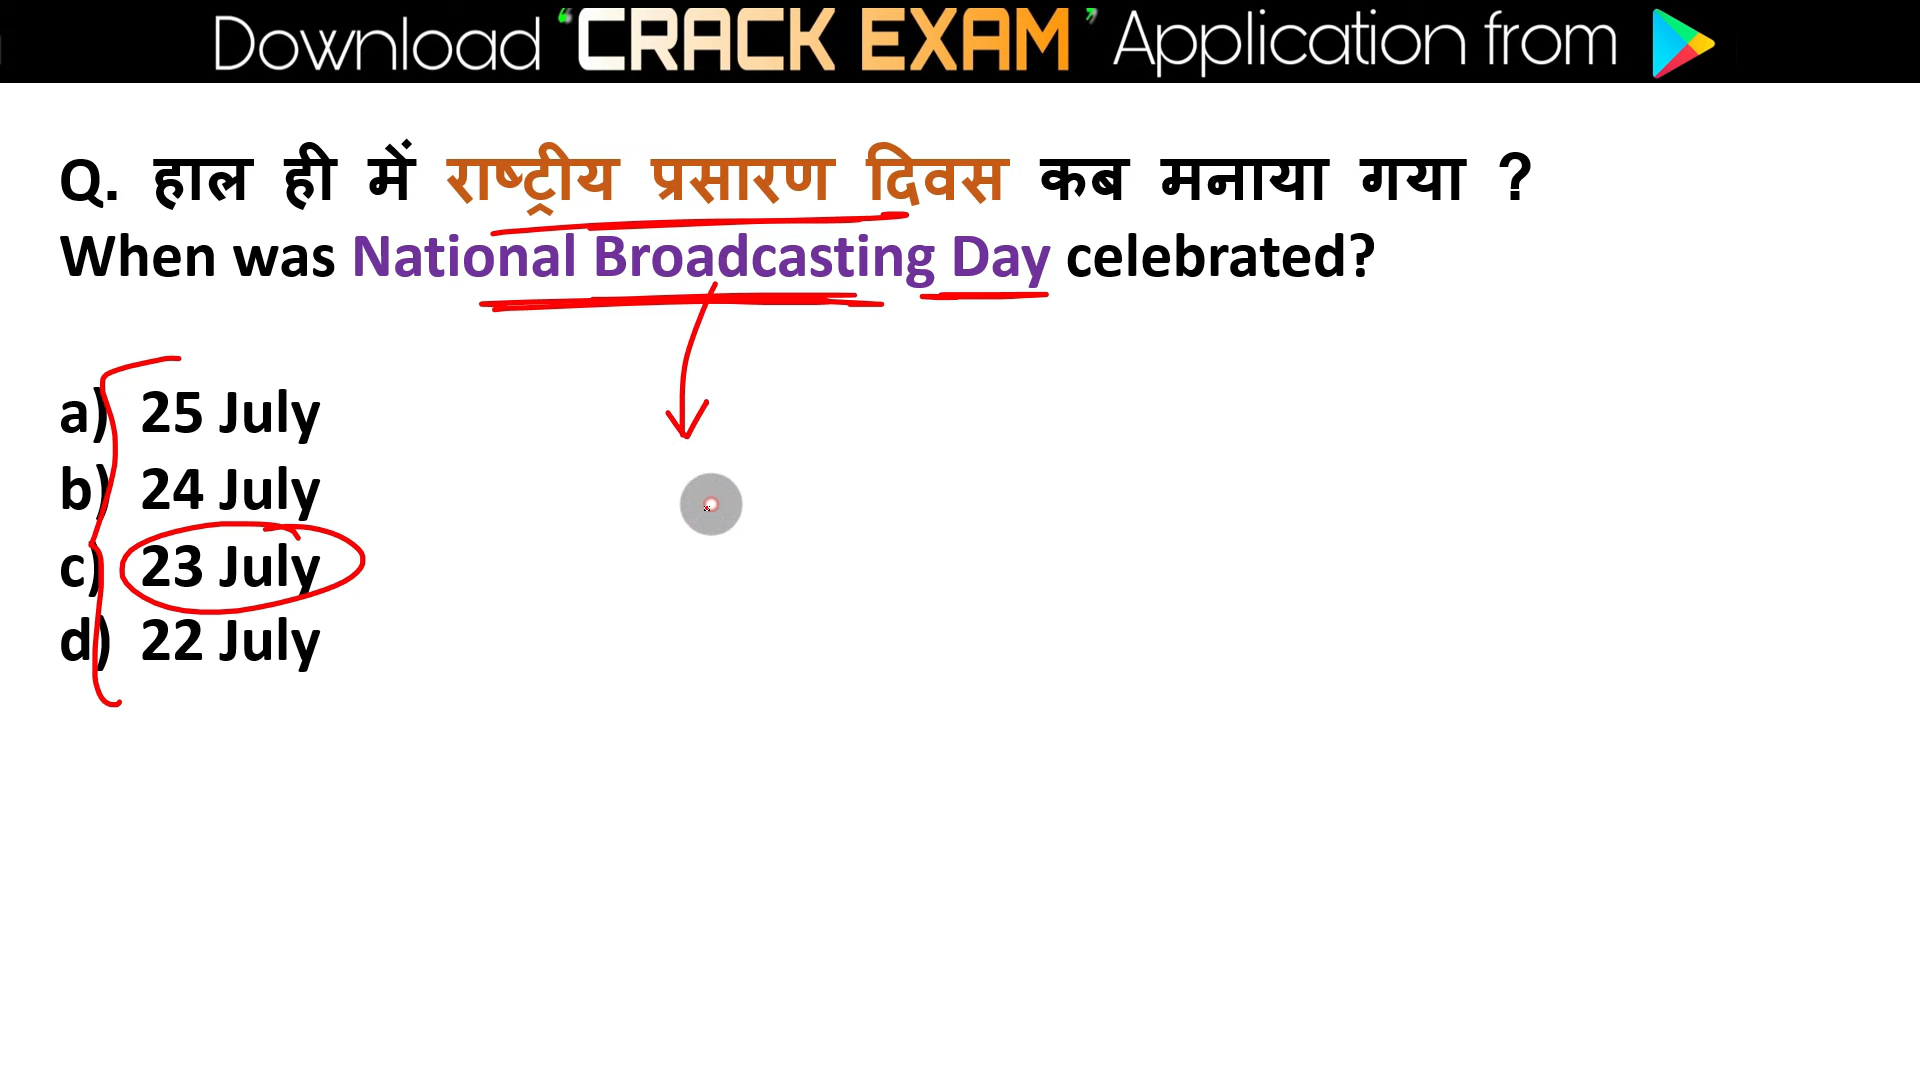 Download ‘CRACK EXAM’ Application from
Q. हाल ही में राष्ट्रीय प्रसारण दिवस कब मनाया गया ?
When was National Broadcasting Day celebrated?
a) 25 July
b) 24 July
c) 23 July
d) 22 July